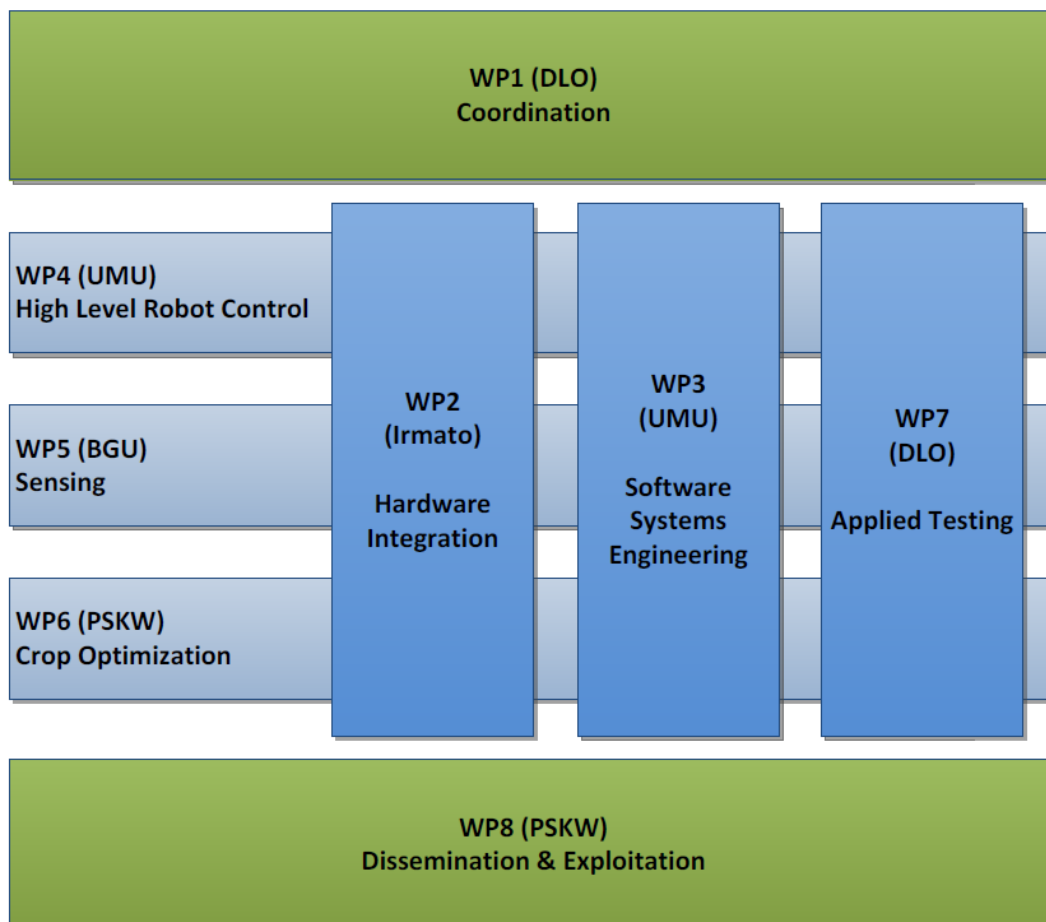 WP1 (DLO)
Coordination
WP4 (UMU)
High Level Robot Control
WP5 (BGU)
Sensing
WP6 (PSKW)
Crop Optimization
WP2
(Irmato)
Hardware
Integration
WP3
(UMU)
Software
Systems
Engineering
WP7
(DLO)
Applied Testing
WP8 (PSKW)
Dissemination & Exploitation